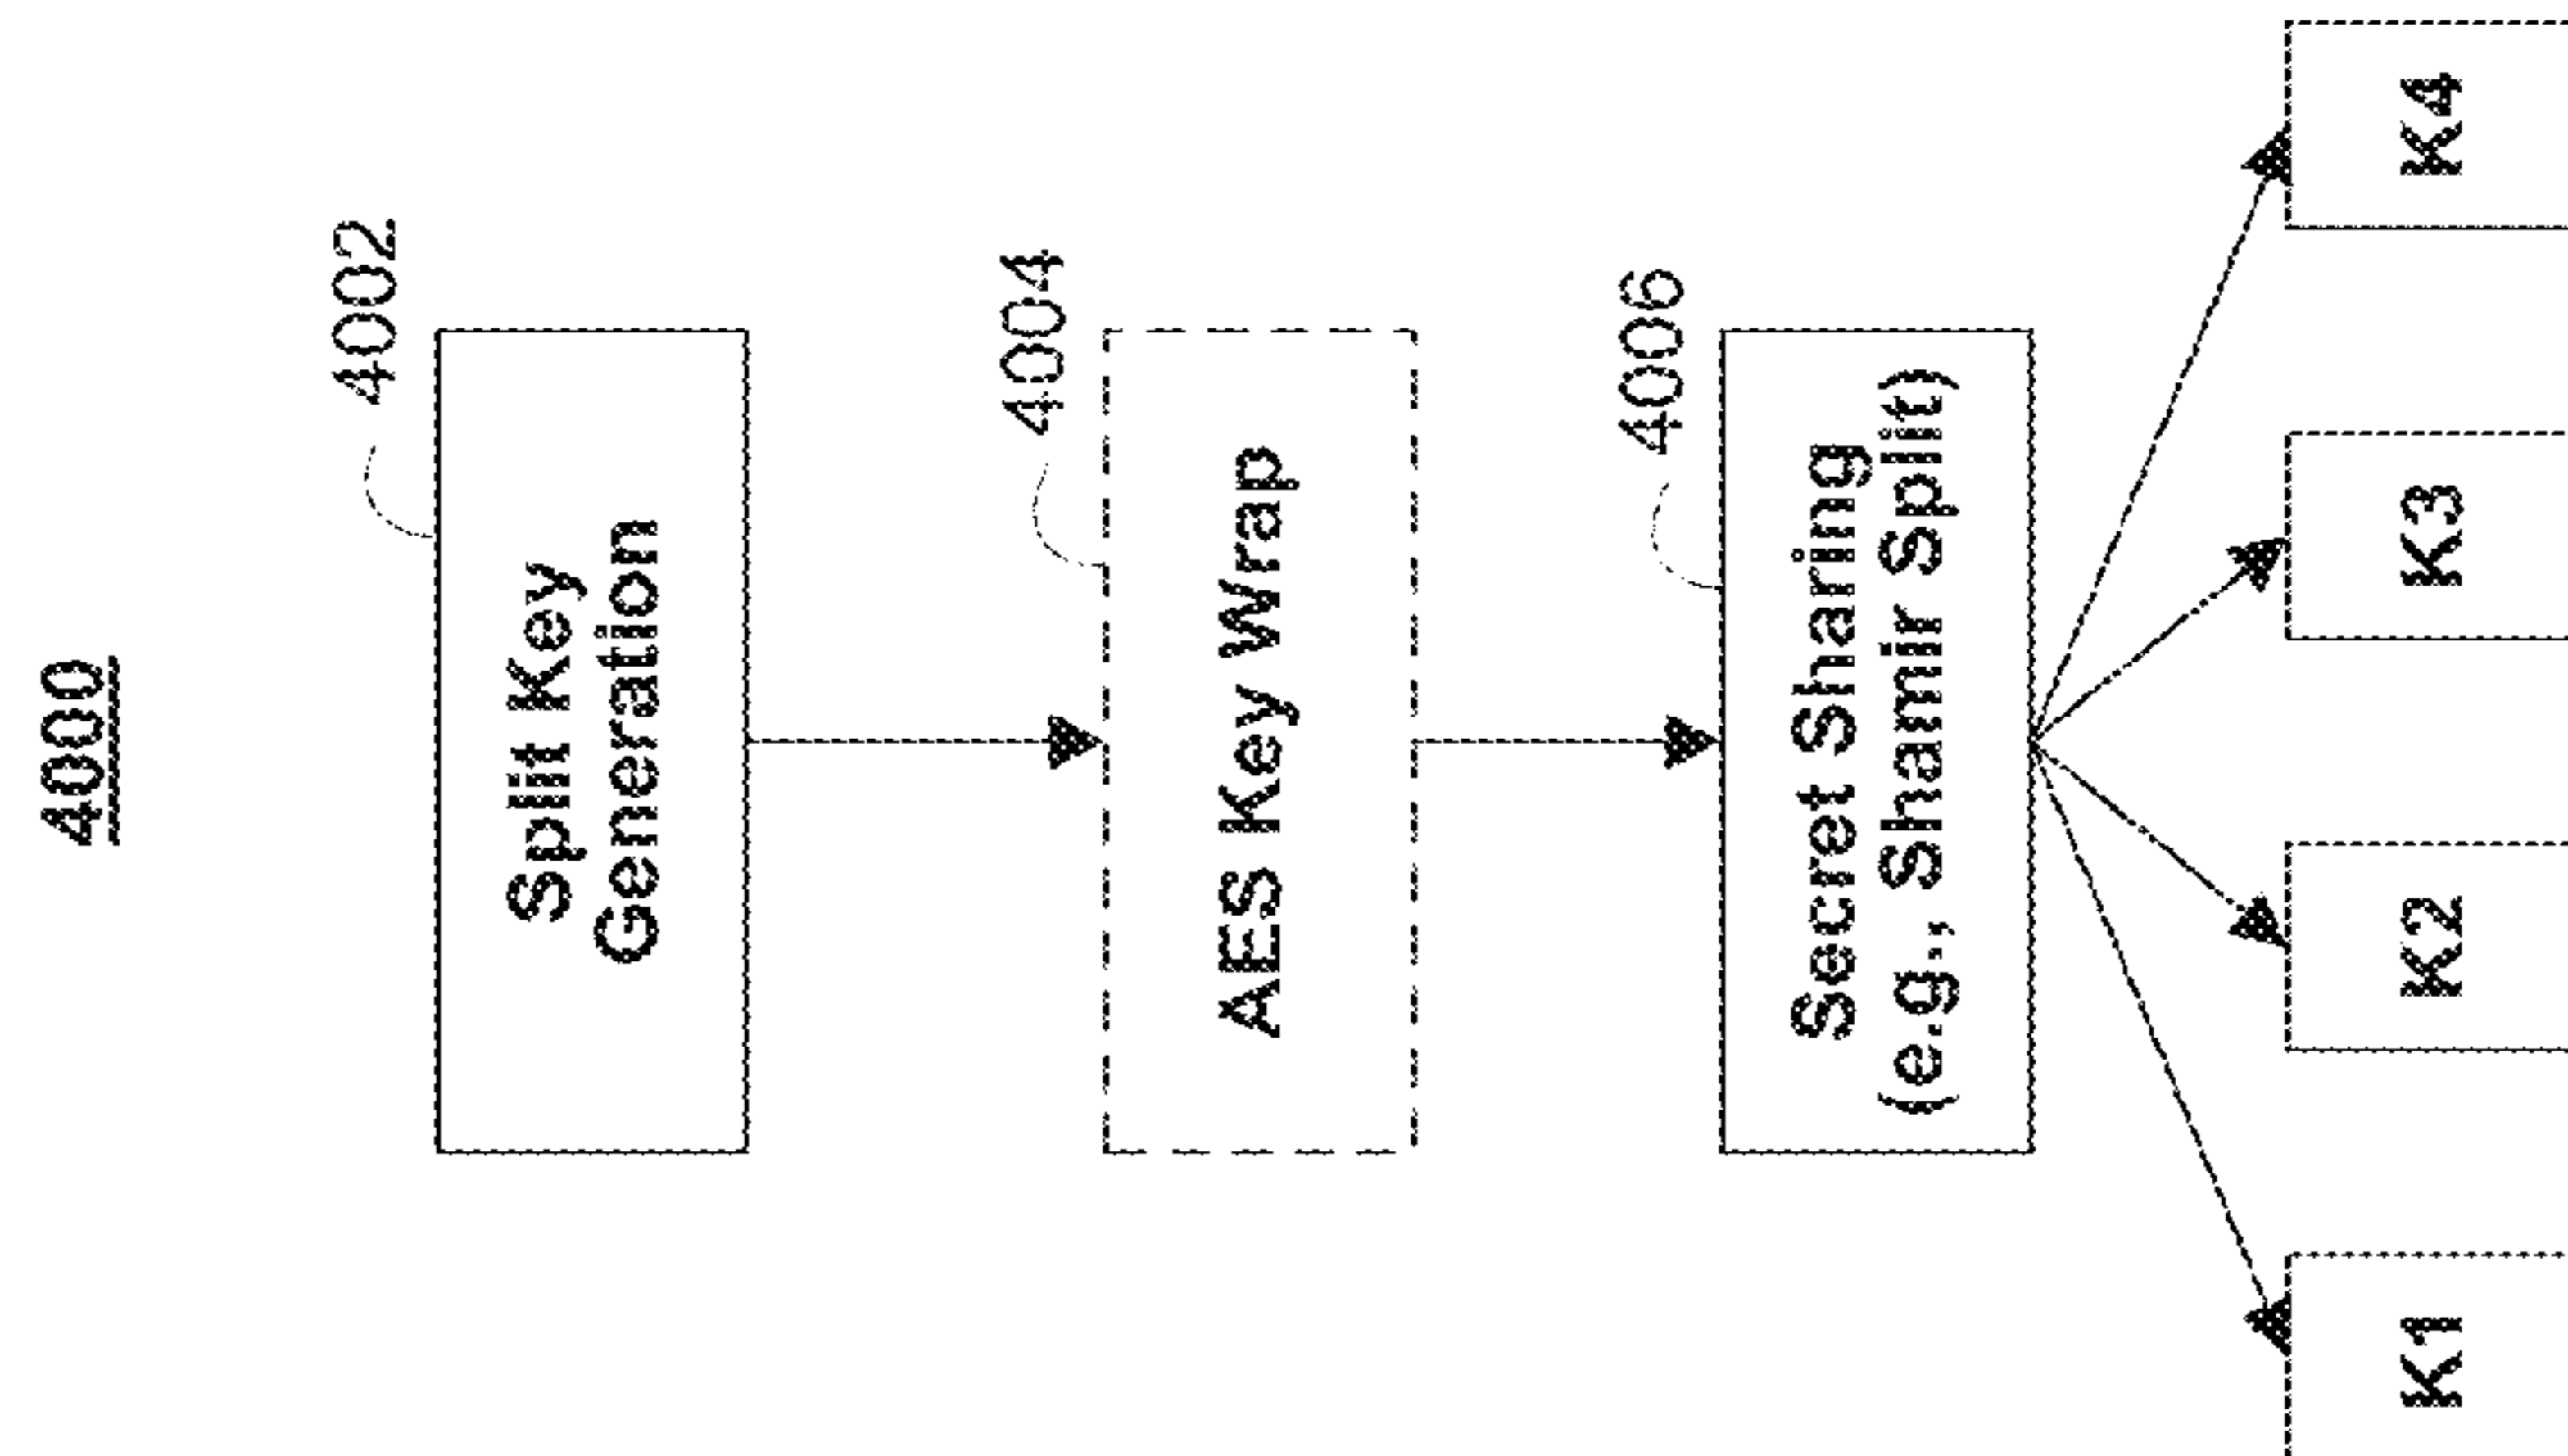 4000
4002
Split Key
Generation
4004
AES Key Wrap
4006
Secret Sharing
(e.g., Shamir Split)
K1
K2
K3
K4